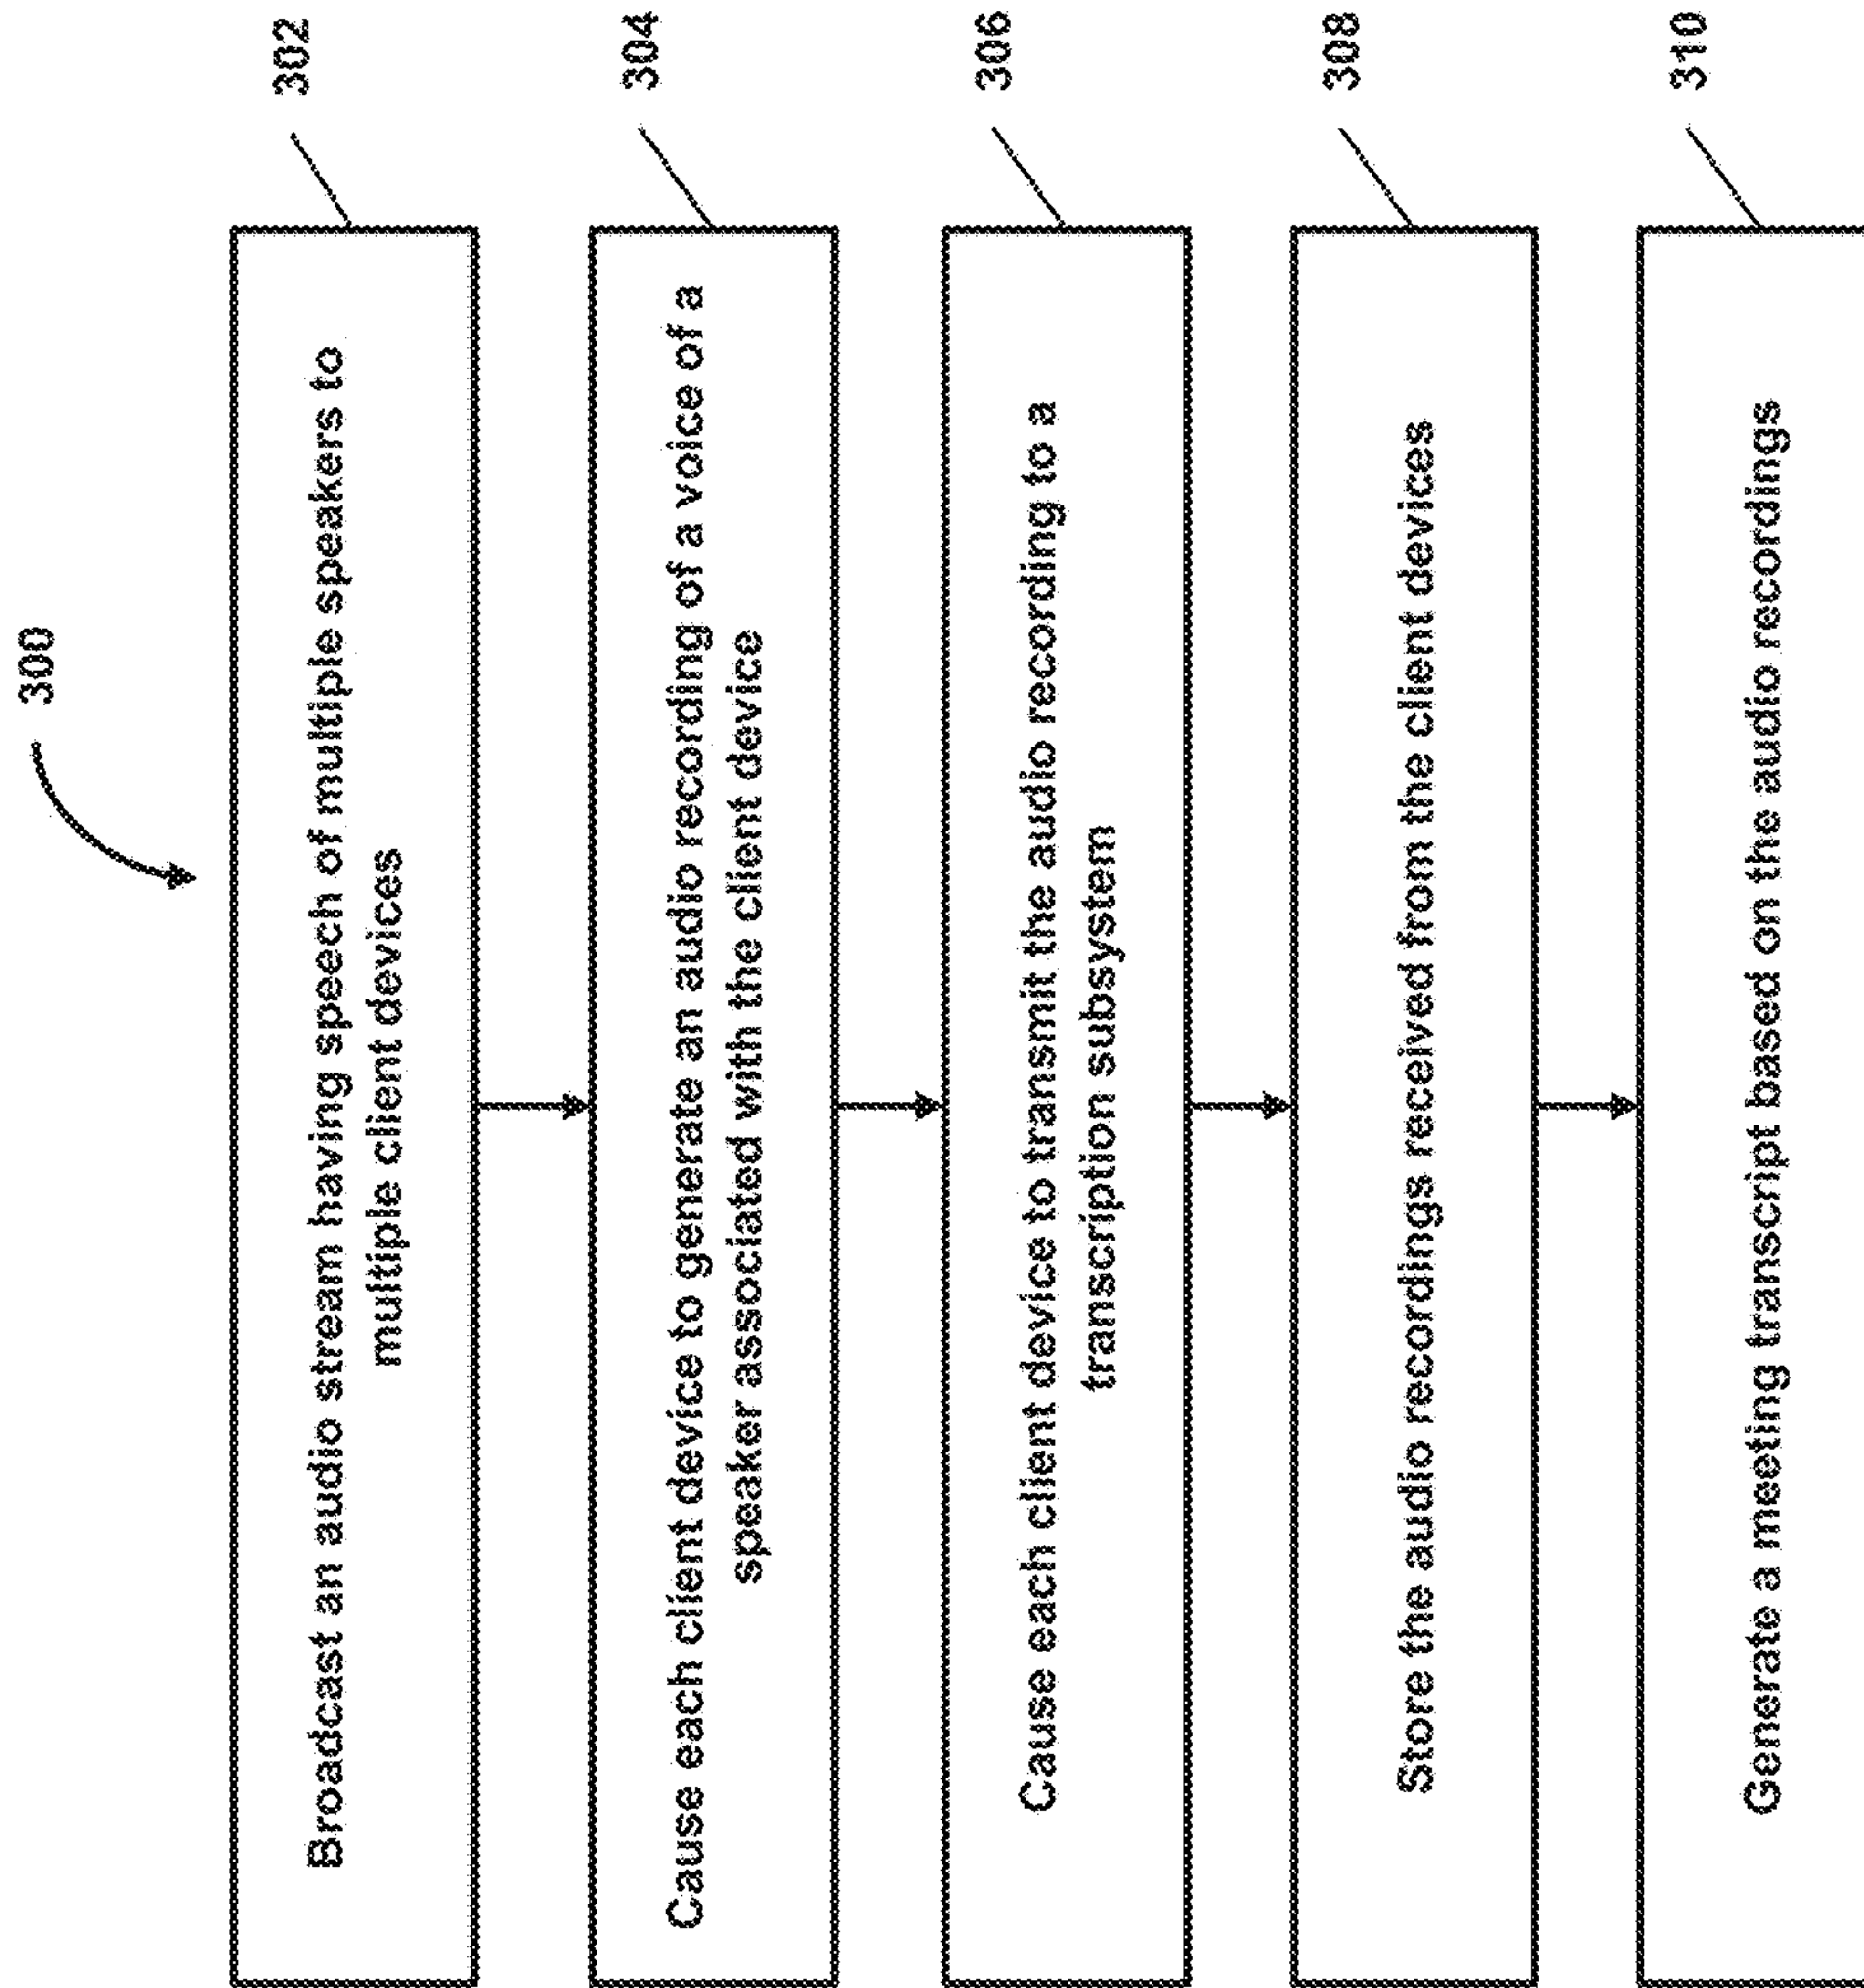 300
302
Broadcast an audio stream having speech of multiple speakers to
multiple client devices
304
Cause each client device to generate an audio recording of a voice of a
speaker associated with the client device
306
Cause each client device to transmit the audio recording to a
transcription subsystem
308
Store the audio recordings received from the client devices
310
Generate a meeting transcript based on the audio recordings